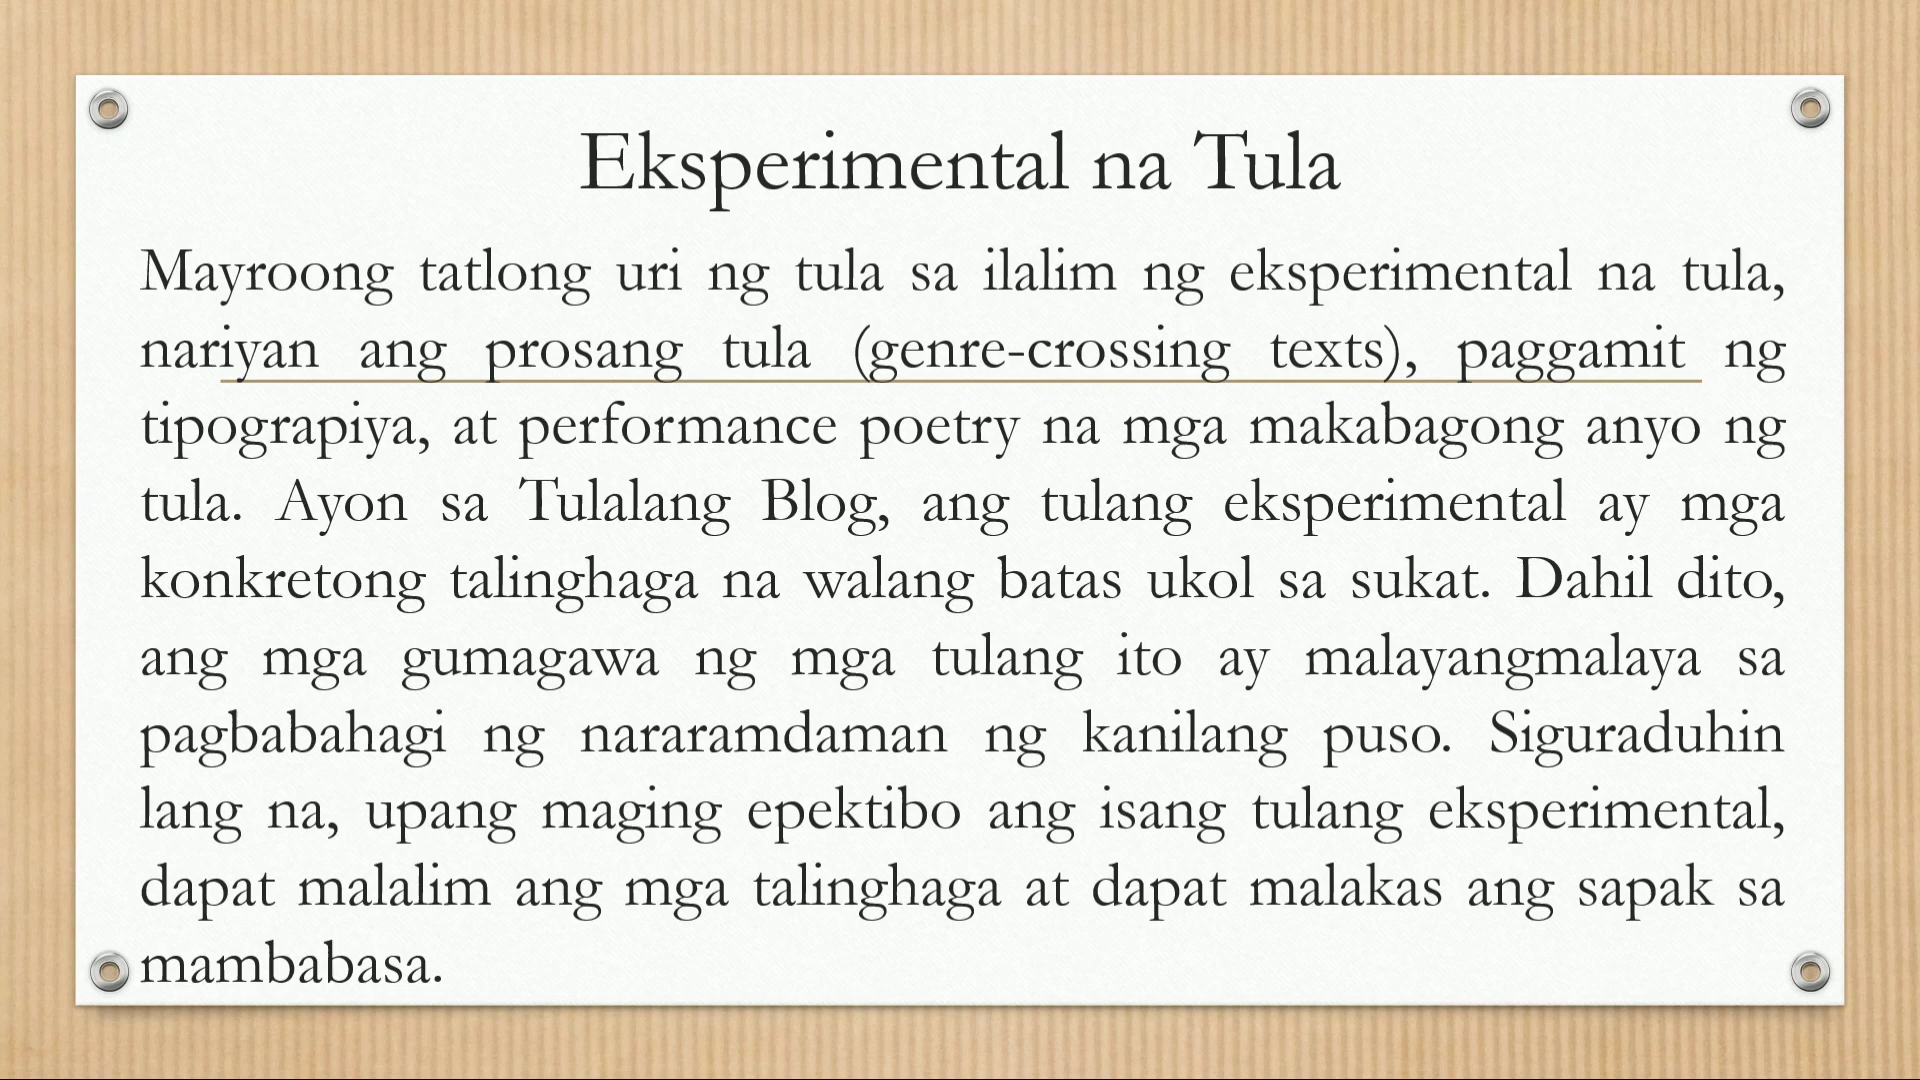 Eksperimental na Tula
Mayroong tatlong uri ng tula sa ilalim ng eksperimental na tula,
nariyan ang prosang tula (genre-crossing texts), paggamit ng
tipograpiya, at performance poetry na mga makabagong anyo ng
tula. Ayon sa Tulalang Blog, ang tulang eksperimental ay mga
konkretong talinghaga na walang batas ukol sa sukat. Dahil dito,
ang mga gumagawa ng mga tulang ito ay malayangmalaya sa
pagbabahagi ng nararamdaman ng kanilang puso. Siguraduhin
lang na, upang maging epektibo ang isang tulang eksperimental,
dapat malalim ang mga talinghaga at dapat malakas ang sapak sa
mambabasa.